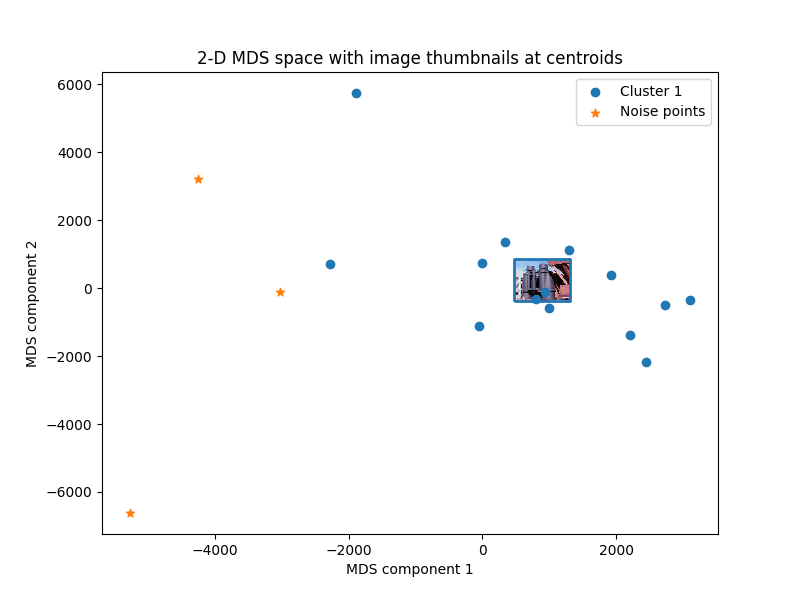 2-D MDS space with image thumbnails at centroids
Cluster 1
Noise points
6000
4000
2000
0
−2000
−4000
−6000
MDS component 2
−4000
−2000
0
2000
MDS component 1